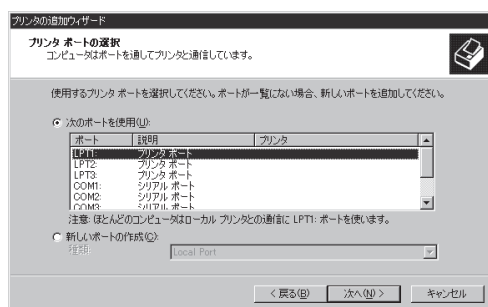 プリンタの追加ウィザード
プリンタ ポートの選択
コンピュータはポートを通してプリンタと通信しています。
使用するプリンタ ポートを選択してください。ポートが一覧にない場合、新しいポートを追加してください。
次のポートを使用(U):
ポート 説明 プリンタ
LPT1: プリンタ ポート
LPT2: プリンタ ポート
LPT3: プリンタ ポート
COM1: シリアル ポート
COM2: シリアル ポート
COM3: シリアル ポート
注意: ほとんどのコンピュータはローカル プリンタとの通信に LPT1: ポートを使います。
新しいポートの作成(C):
種類: Local Port
< 戻る(B) 次へ(N) > キャンセル